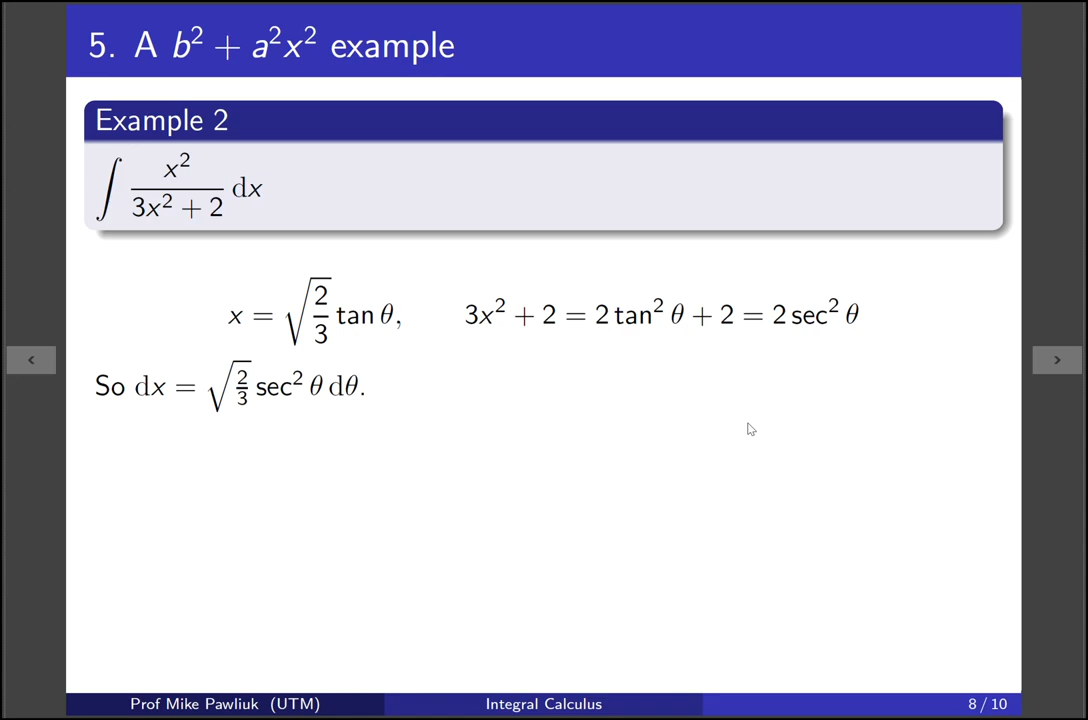 5. A b² + a²x² example
Example 2
∫ x²/(3x² + 2) dx
x = √(2/3) tan θ, 3x² + 2 = 2 tan² θ + 2 = 2 sec² θ
So dx = √(2/3) sec² θ dθ.
Prof Mike Pawliuk (UTM) Integral Calculus 8 / 10